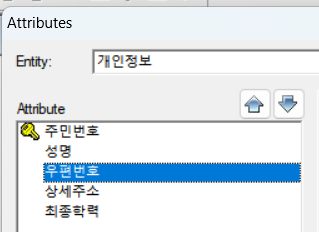 Attributes
Entity: 개인정보
Attribute
주민번호
성명
우편번호
상세주소
최종학력